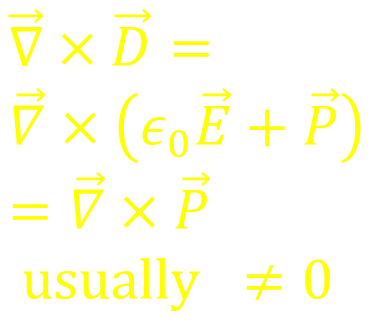 ∇⃗ × D⃗ =
∇⃗ × (ϵ₀E⃗ + P⃗)
= ∇⃗ × P⃗
usually ≠ 0